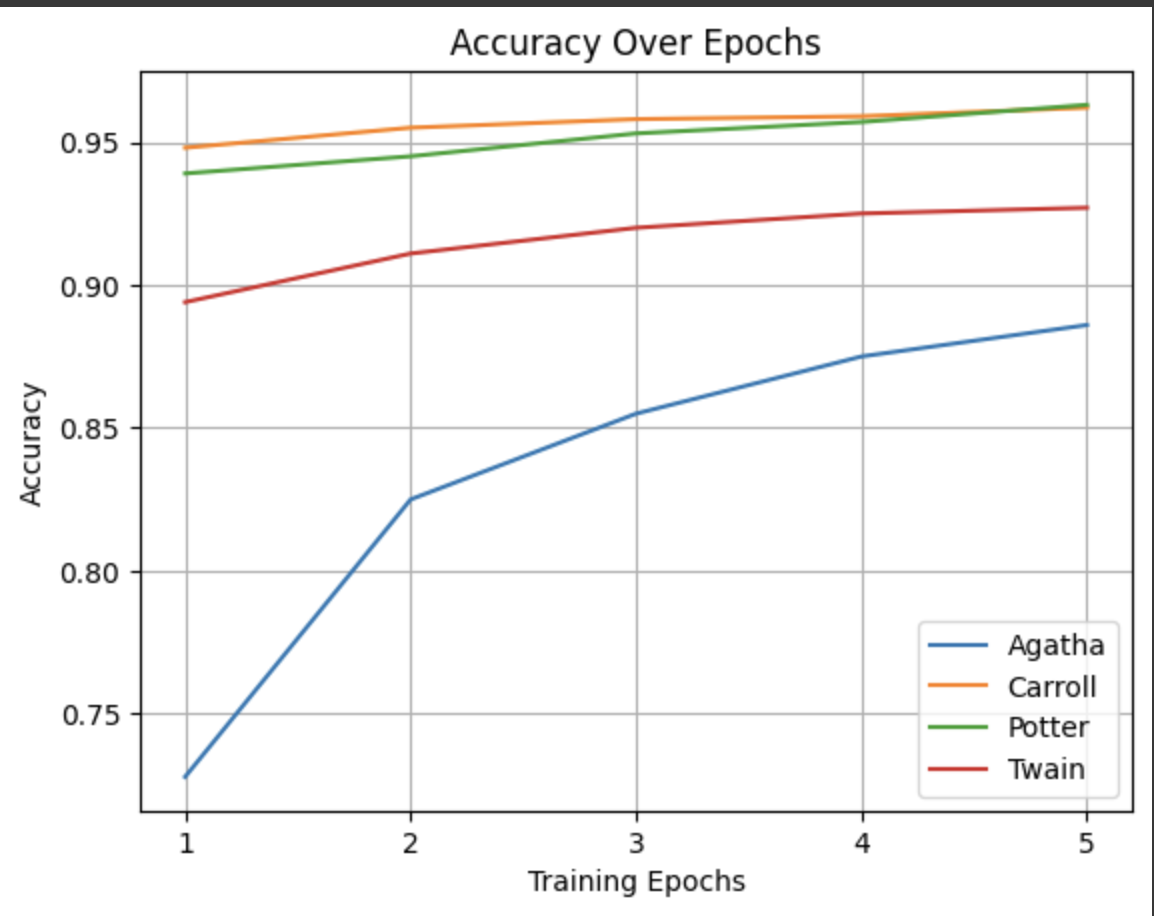 Accuracy Over Epochs
Accuracy
0.95
0.90
0.85
0.80
0.75
1 2 3 4 5
Training Epochs
Agatha
Carroll
Potter
Twain